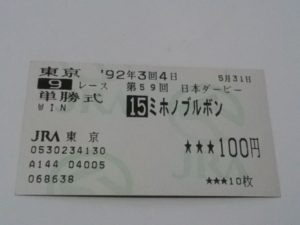 東京 '92年3回4日 5月31日
9レース 第59回 日本ダービー
単勝式
WIN 15ミホノブルボン
JRA 東京 ★★★100円
0530234130
A144 04005
068638 ★★★10枚